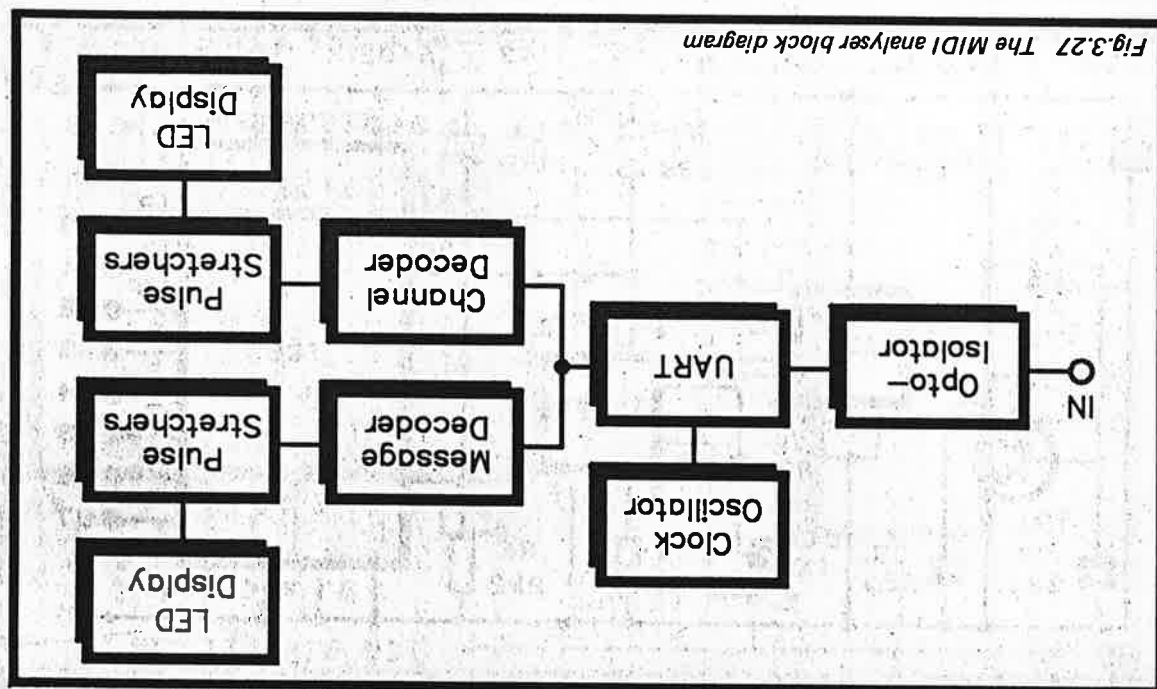 LED
Display
Clock
Oscillator
Message
Decoder
Pulse
Stretchers
IN
Opto-
Isolator
UART
Channel
Decoder
Pulse
Stretchers
LED
Display
Fig.3.27 The MIDI analyser block diagram